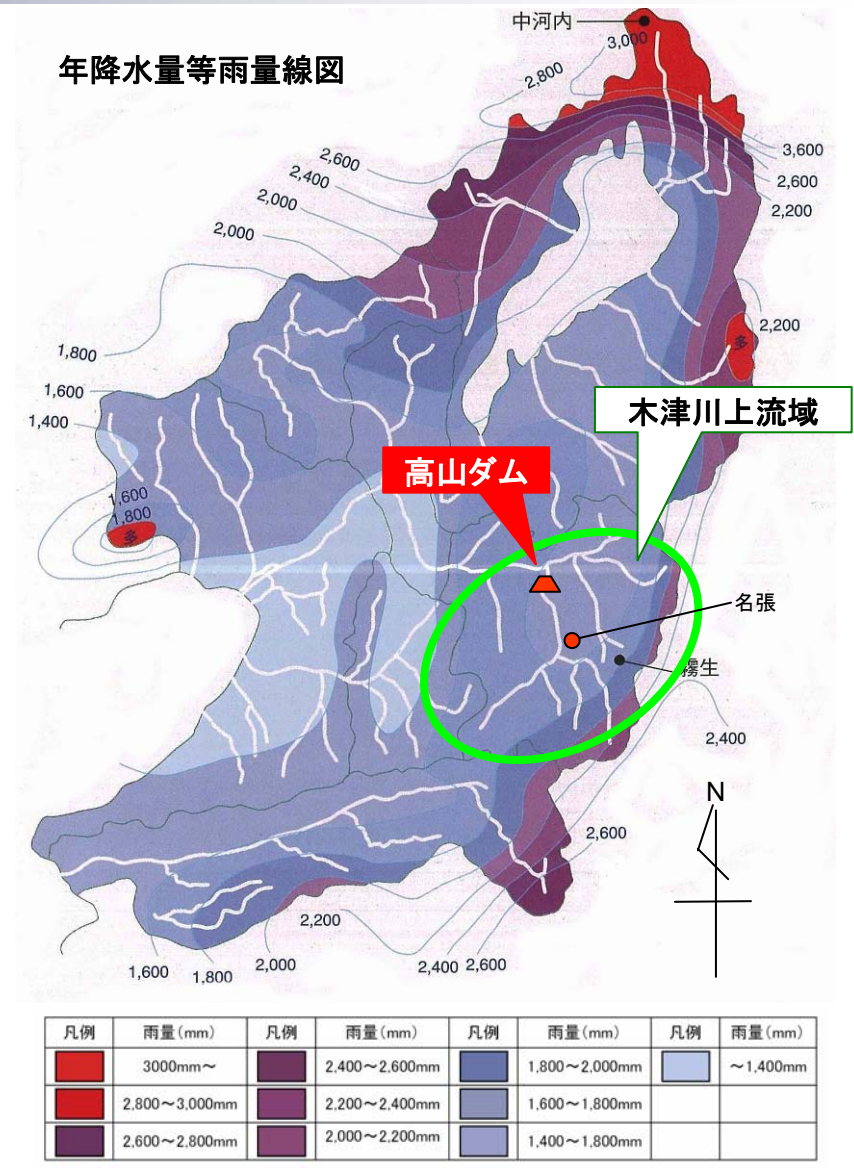 中河内
年降水量等雨量線図
3,000
2,800
3,600
2,600
2,600
2,400
2,200
2,000
2,000
2,200
多
1,800
1,600
1,400
木津川上流域
高山ダム
1,600
1,800
多
名張
霧生
2,400
N
2,600
2,200
2,000
2,400 2,600
1,600
1,800
凡例 雨量(mm) 凡例 雨量(mm) 凡例 雨量(mm) 凡例 雨量(mm)
3000mm~ 2,400~2,600mm 1,800~2,000mm ~1,400mm
2,800~3,000mm 2,200~2,400mm 1,600~1,800mm
2,600~2,800mm 2,000~2,200mm 1,400~1,800mm